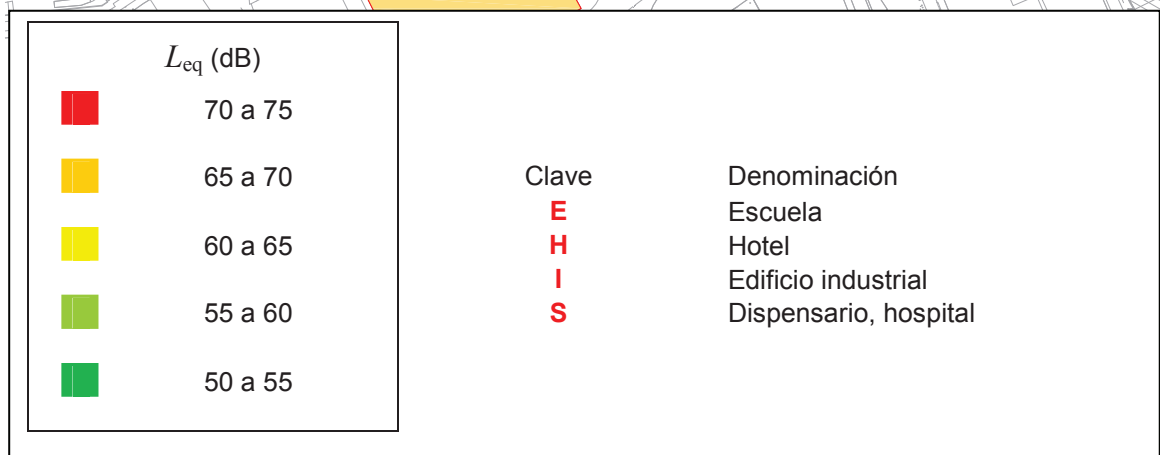 Leq (dB)
70 a 75
65 a 70
60 a 65
55 a 60
50 a 55
Clave Denominación
E Escuela
H Hotel
I Edificio industrial
S Dispensario, hospital